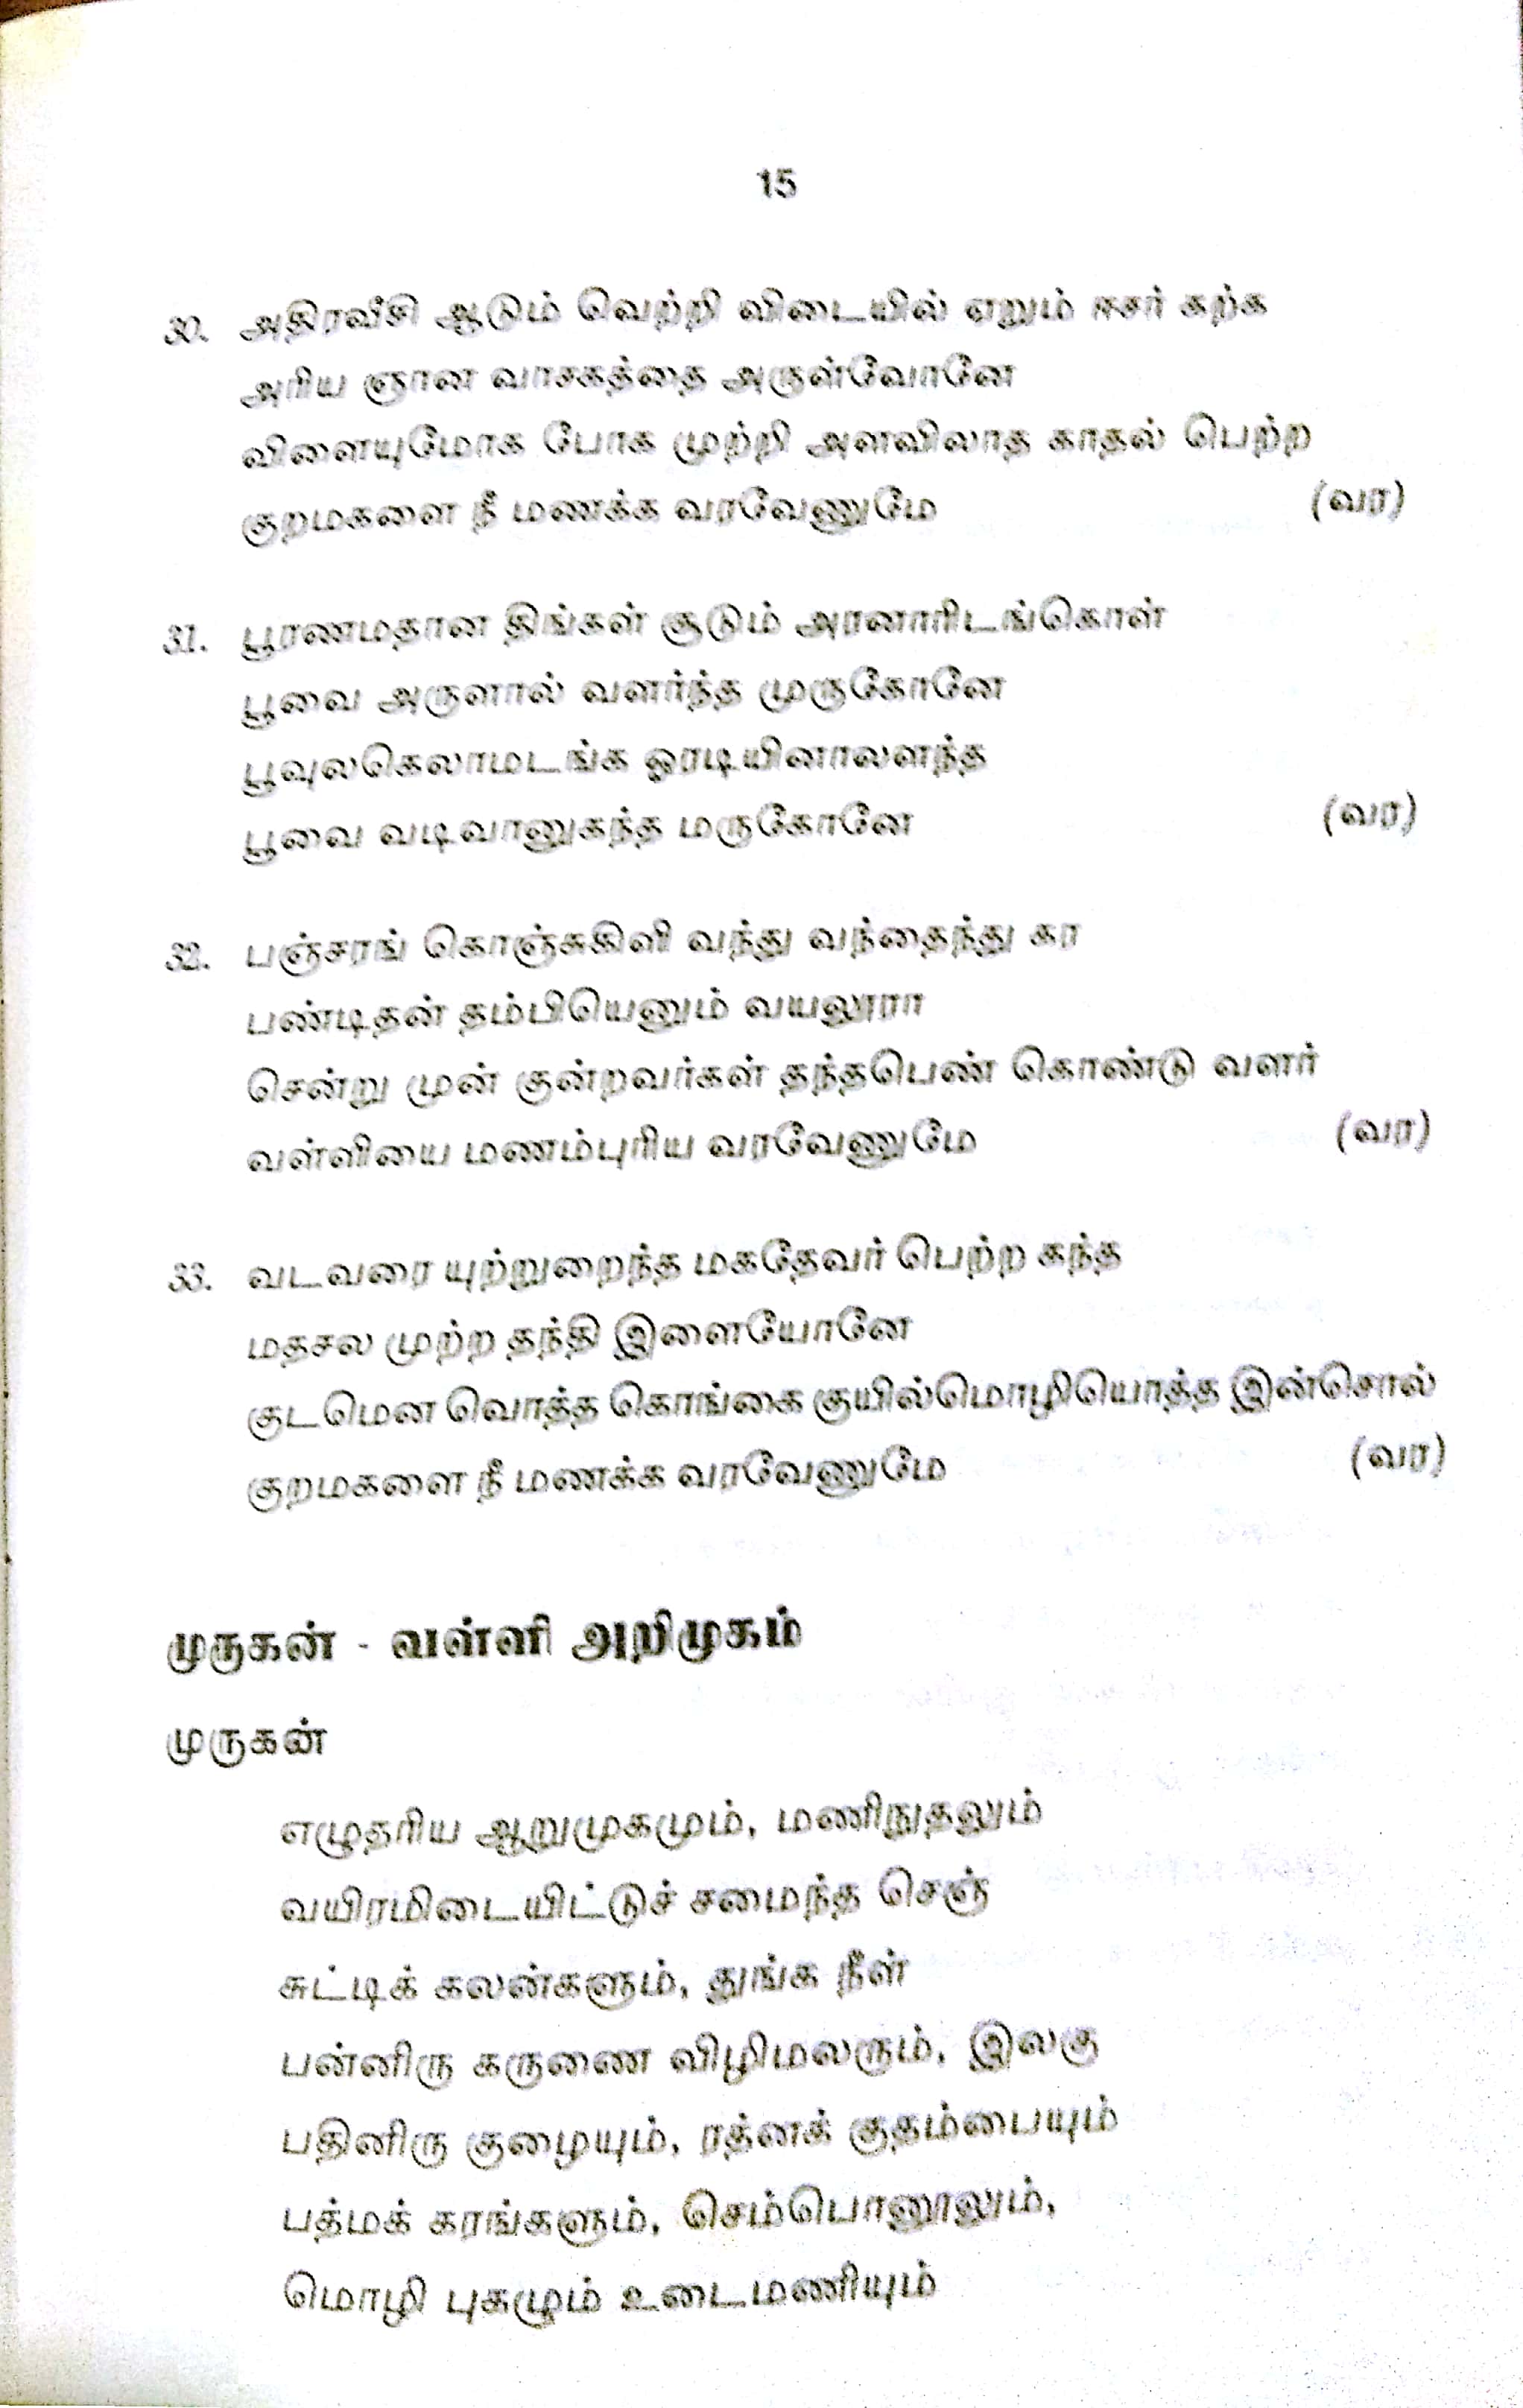 15
30. அதிரவீசி ஆடும் வெற்றி விடையில் ஏறும் ஈசர் கற்க
அரிய ஞான வாசகத்தை அருள்வோனே
விளையுமோக போக முற்றி அளவிலாத காதல் பெற்ற
குறமகளை நீ மணக்க வரவேணுமே (வர)
31. பூரணமதான திங்கள் சூடும் அரனாரிடங்கொள்
பூவை அருளால் வளர்ந்த முருகோனே
பூவுலகெலாமடங்க ஓரடியினாலளந்த
பூவை வடிவானுகந்த மருகோனே (வர)
32. பஞ்சரங் கொஞ்சுகிளி வந்து வந்தைந்து கர
பண்டிதன் தம்பியெனும் வயலூரா
சென்று முன் குன்றவர்கள் தந்தபெண் கொண்டு வளர்
வள்ளியை மணம்புரிய வரவேணுமே (வர)
33. வடவரை யுற்றுறைந்த மகதேவர் பெற்ற கந்த
மதசல முற்ற தந்தி இளையோனே
குடமென வொத்த கொங்கை குயில்மொழியொத்த இன்சொல்
குறமகளை நீ மணக்க வரவேணுமே (வர)
முருகன் - வள்ளி அறிமுகம்
முருகன்
எழுதரிய ஆறுமுகமும், மணிநுதலும்
வயிரமிடையிட்டுச் சமைந்த செஞ்
சுட்டிக் கலன்களும், துங்க நீள்
பன்னிரு கருணை விழிமலரும், இலகு
பதினிரு குழையும், ரத்னக் குதம்பையும்
பத்மக் கரங்களும், செம்பொனூலும்,
மொழி புகழும் உடைமணியும்